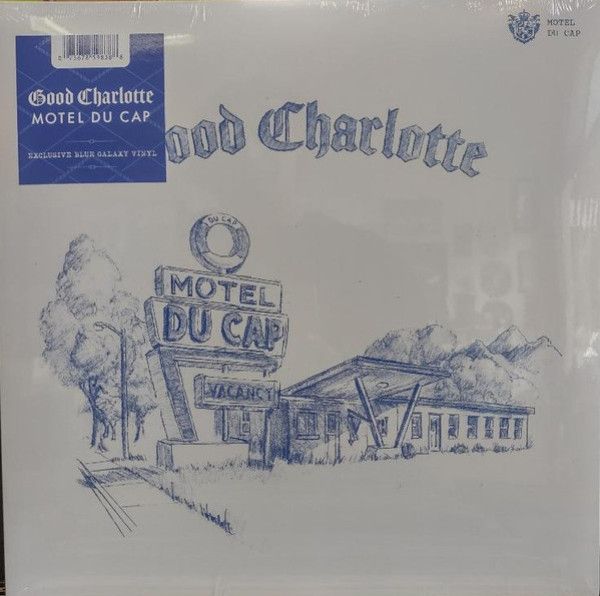 MOTEL
DU CAP
Good Charlotte
MOTEL DU CAP
EXCLUSIVE BLUE GALAXY VINYL
ood Charlotte
DU CAP
MOTEL
DU CAP
VACANCY